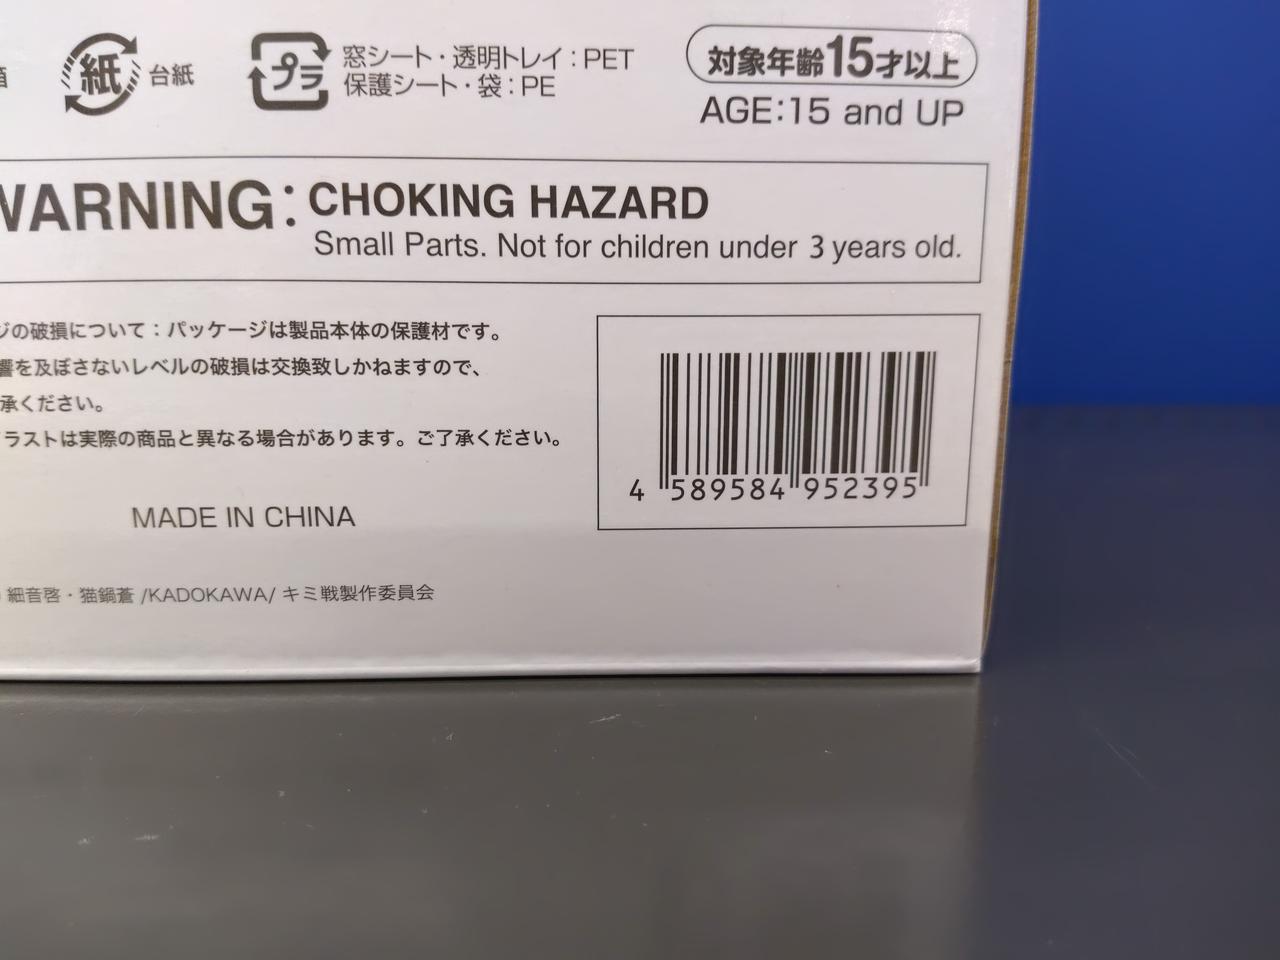 箱
紙 台紙
プラ 窓シート・透明トレイ：PET
保護シート・袋：PE
対象年齢15才以上
AGE:15 and UP
WARNING: CHOKING HAZARD
Small Parts. Not for children under 3 years old.
ジの破損について：パッケージは製品本体の保護材です。
響を及ぼさないレベルの破損は交換致しかねますので、
承ください。
ラストは実際の商品と異なる場合があります。ご了承ください。
4 589584 952395
MADE IN CHINA
細音啓・猫鍋蒼 /KADOKAWA/ キミ戦製作委員会